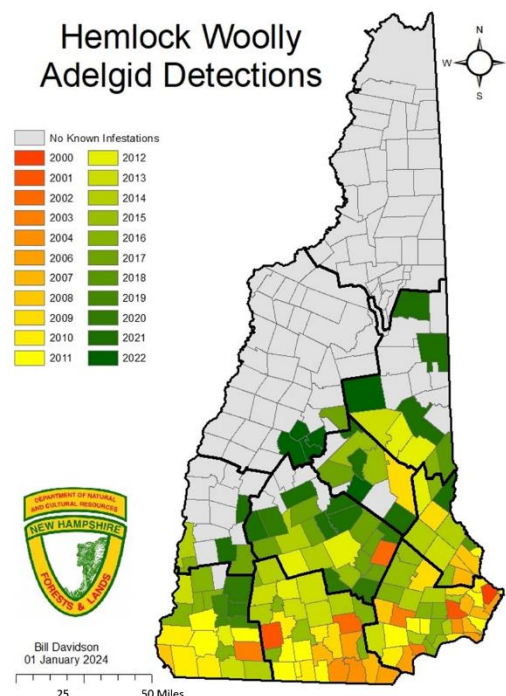 Hemlock Woolly
Adelgid Detections
N
W
E
S
No Known Infestations
2000
2001
2002
2003
2004
2006
2007
2008
2009
2010
2011
2012
2013
2014
2015
2016
2017
2018
2019
2020
2021
2022
DEPARTMENT OF NATURAL
AND CULTURAL RESOURCES
NEW HAMPSHIRE
FORESTS & LANDS
Bill Davidson
01 January 2024
25
50 Miles